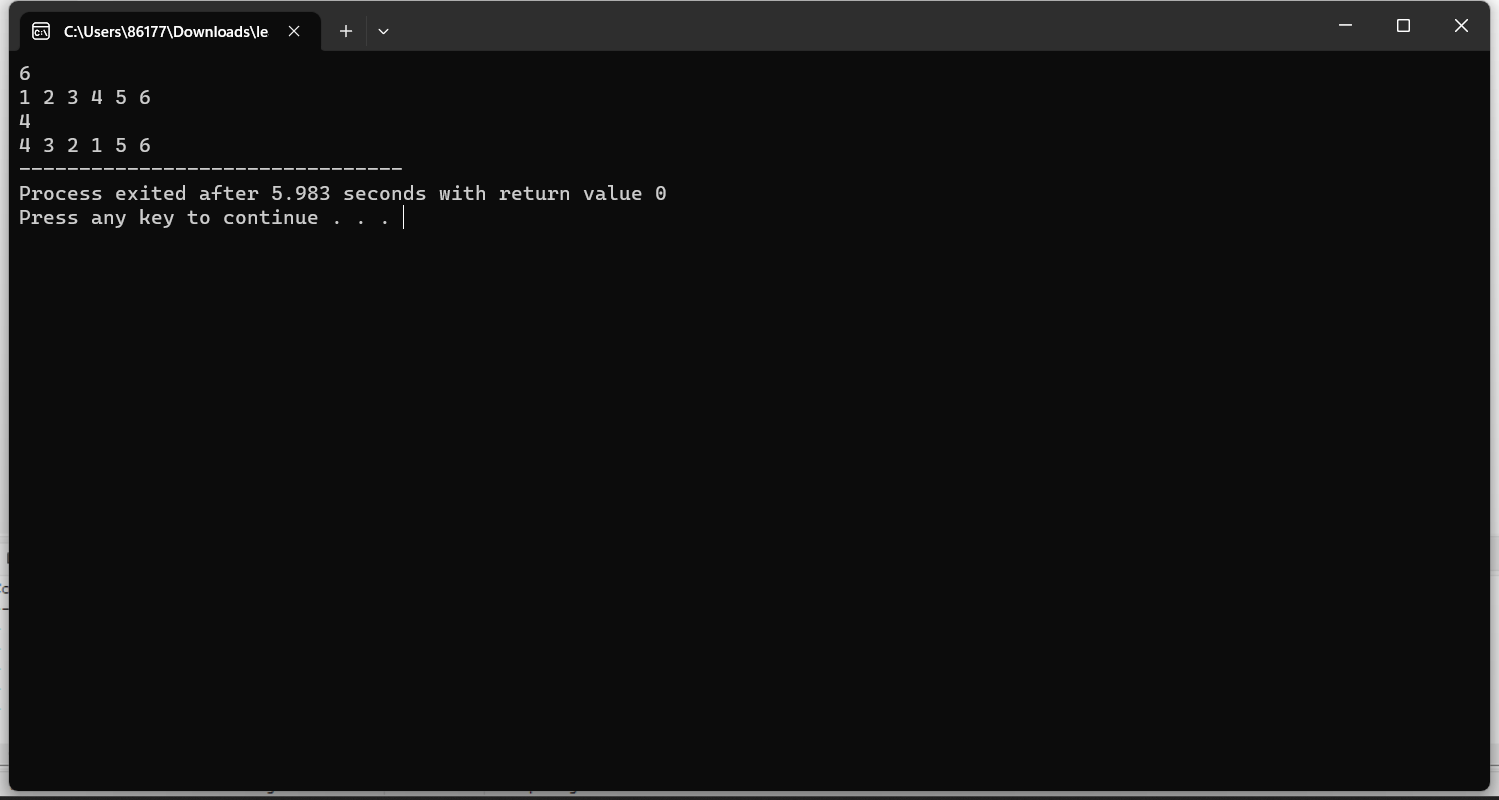 C:\Users\86177\Downloads\le
6
1 2 3 4 5 6
4
4 3 2 1 5 6
--------------------------------
Process exited after 5.983 seconds with return value 0
Press any key to continue . . .